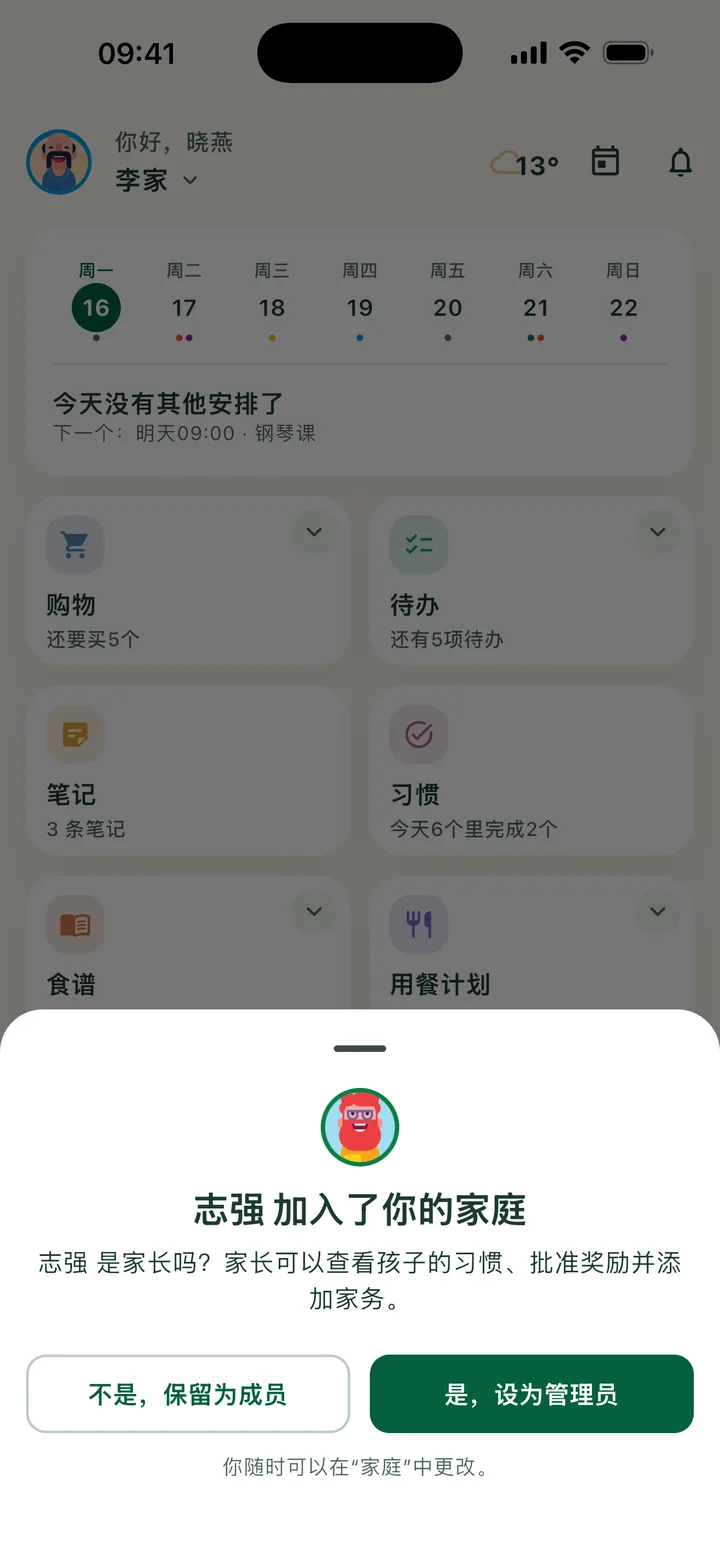 09:41
你好，晓燕
李家
13°
周一 周二 周三 周四 周五 周六 周日
16 17 18 19 20 21 22
今天没有其他安排了
下一个：明天09:00 · 钢琴课
购物 待办
还要买5个 还有5项待办
笔记 习惯
3 条笔记 今天6个里完成2个
食谱 用餐计划
志强 加入了你的家庭
志强 是家长吗？家长可以查看孩子的习惯、批准奖励并添
加家务。
不是，保留为成员 是，设为管理员
你随时可以在“家庭”中更改。